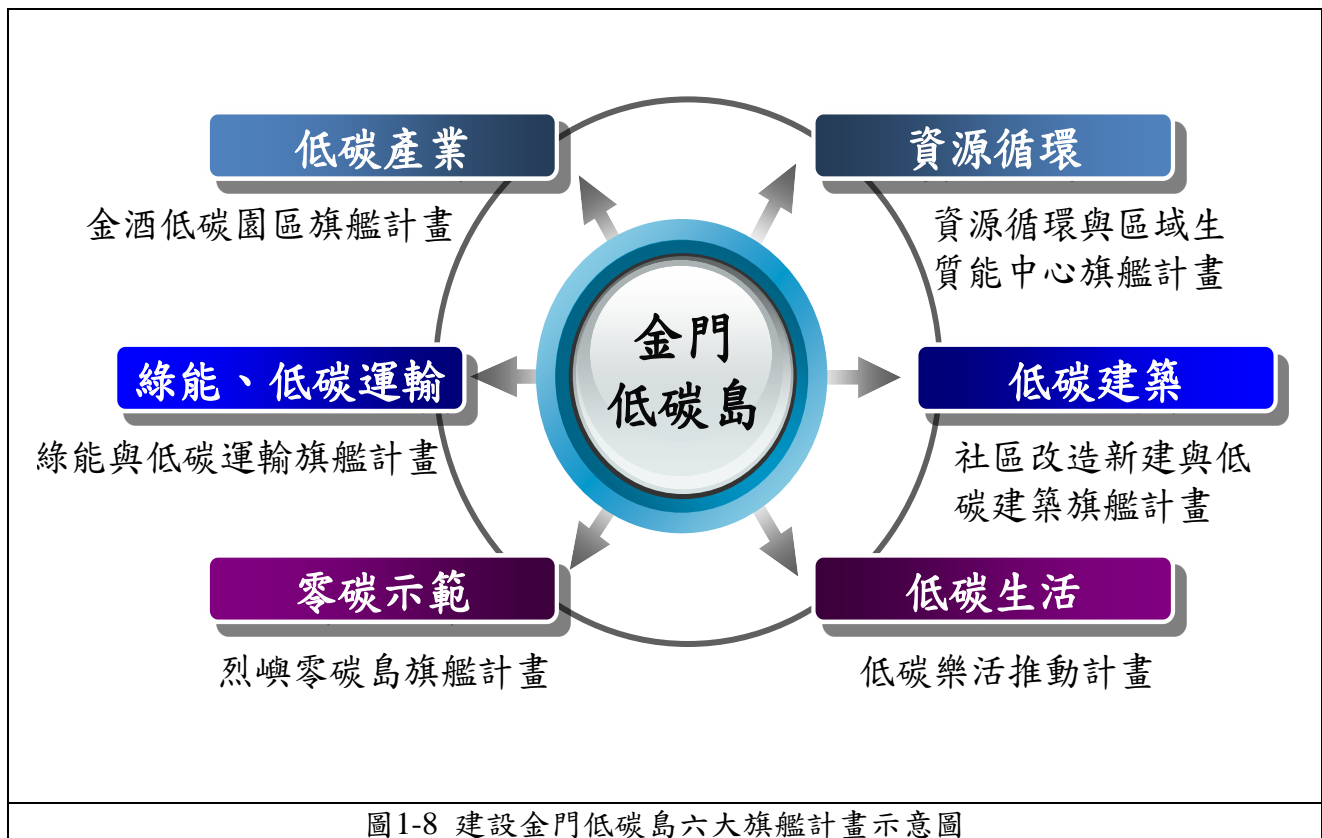 低碳產業
金酒低碳園區旗艦計畫
資源循環
資源循環與區域生
質能中心旗艦計畫
金門
低碳島
綠能、低碳運輸
綠能與低碳運輸旗艦計畫
低碳建築
社區改造新建與低
碳建築旗艦計畫
零碳示範
烈嶼零碳島旗艦計畫
低碳生活
低碳樂活推動計畫
圖1-8 建設金門低碳島六大旗艦計畫示意圖